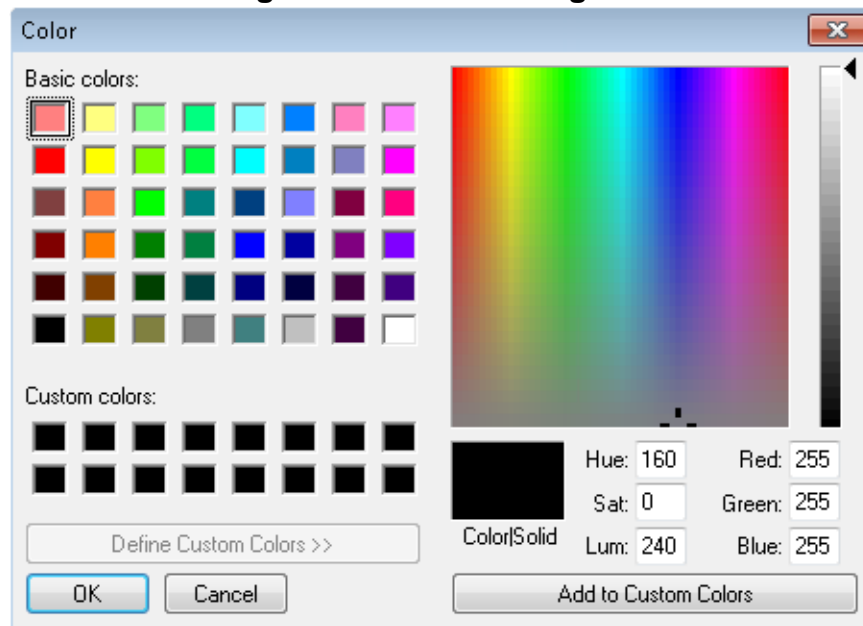 Color
Basic colors:
Custom colors:
Define Custom Colors >>
OK Cancel
Color|Solid
Hue: 160 Red: 255
Sat: 0 Green: 255
Lum: 240 Blue: 255
Add to Custom Colors